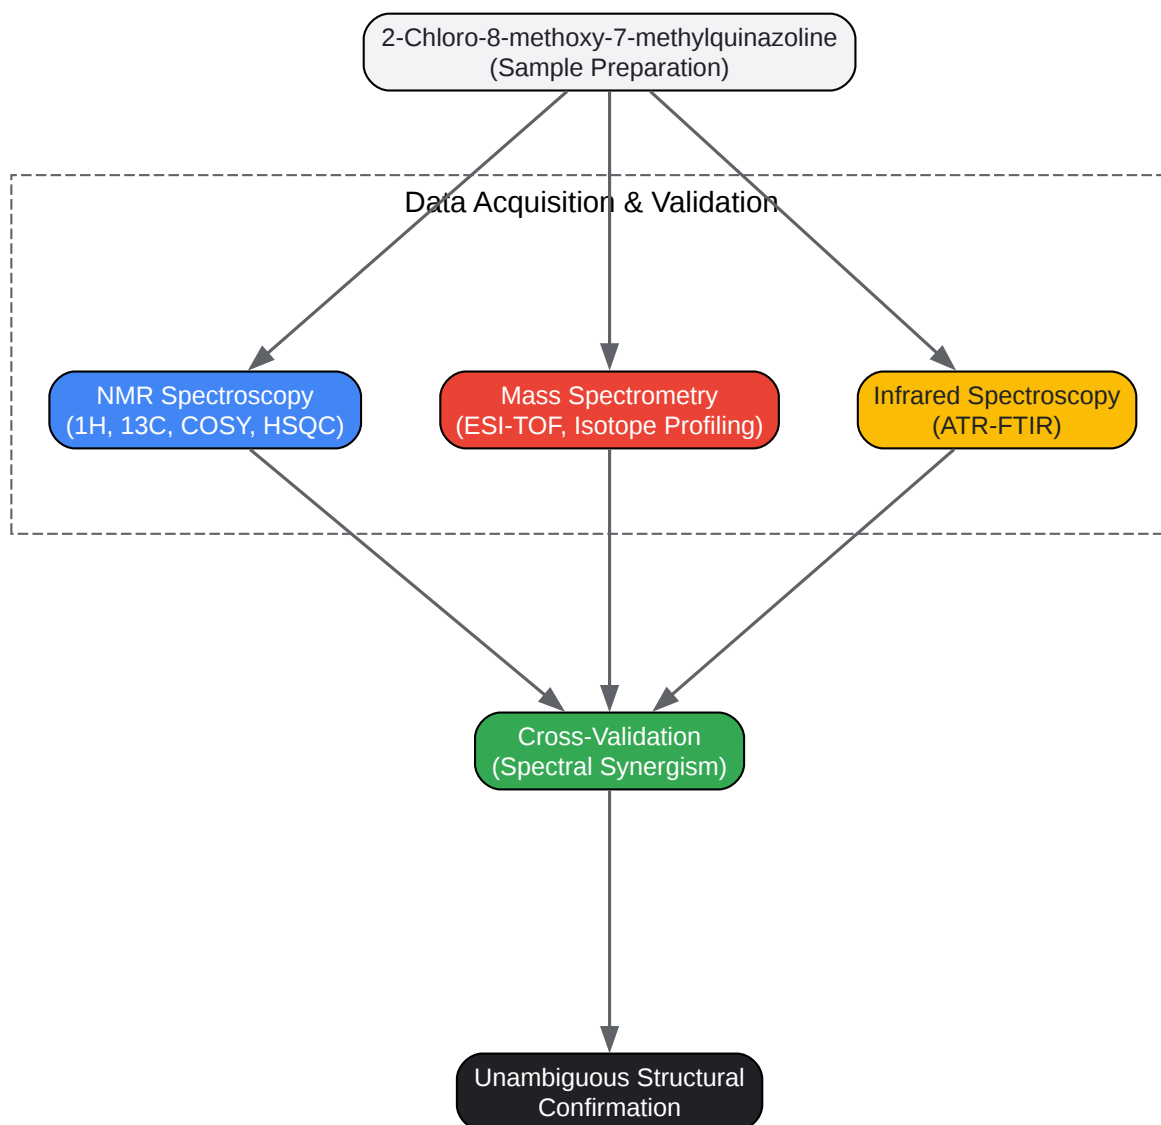 2-Chloro-8-methoxy-7-methylquinazoline
(Sample Preparation)
Data Acquisition & Validation
NMR Spectroscopy
(1H, 13C, COSY, HSQC)
Mass Spectrometry
(ESI-TOF, Isotope Profiling)
Infrared Spectroscopy
(ATR-FTIR)
Cross-Validation
(Spectral Synergism)
Unambiguous Structural
Confirmation